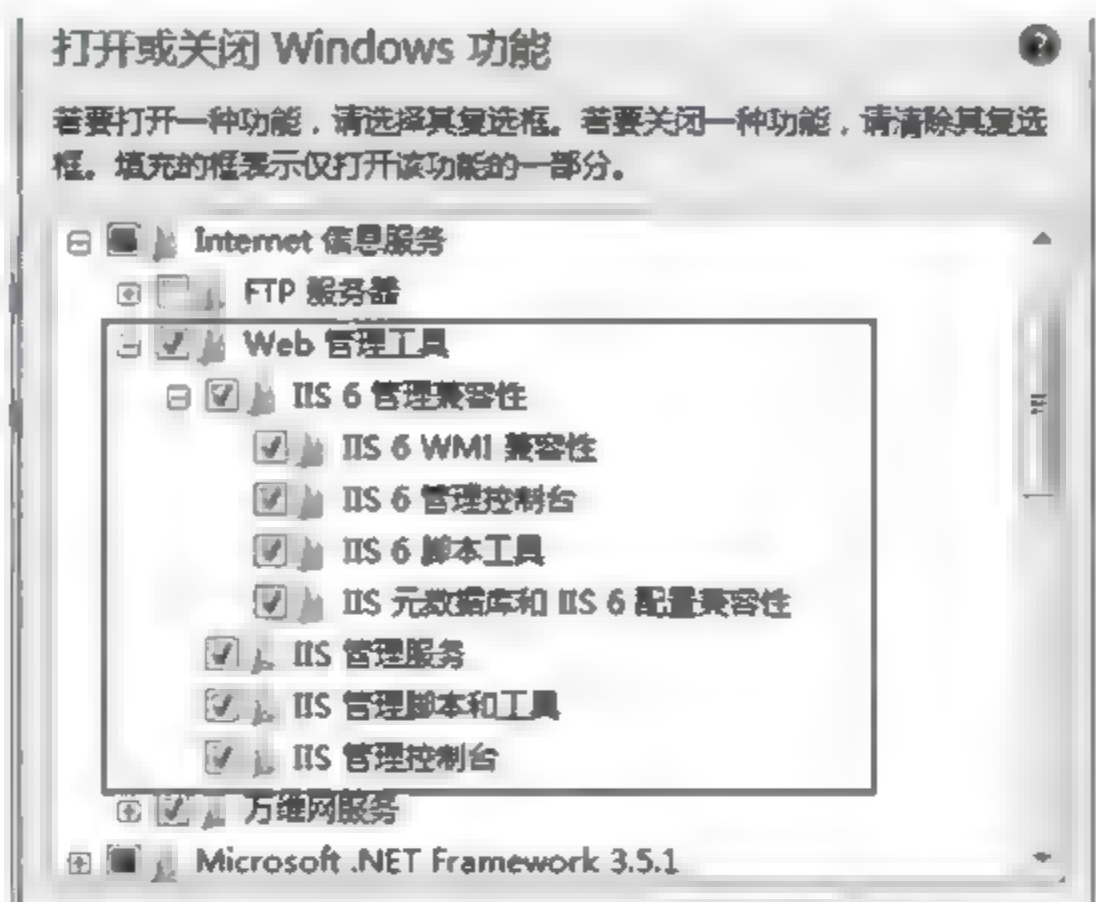 打开或关闭 Windows 功能
若要打开一种功能，请选择其复选框。若要关闭一种功能，请清除其复选
框。填充的框表示仅打开该功能的一部分。
Internet 信息服务
FTP 服务器
Web 管理工具
IIS 6 管理兼容性
IIS 6 WMI 兼容性
IIS 6 管理控制台
IIS 6 脚本工具
IIS 元数据库和 IIS 6 配置兼容性
IIS 管理服务
IIS 管理脚本和工具
IIS 管理控制台
万维网服务
Microsoft .NET Framework 3.5.1